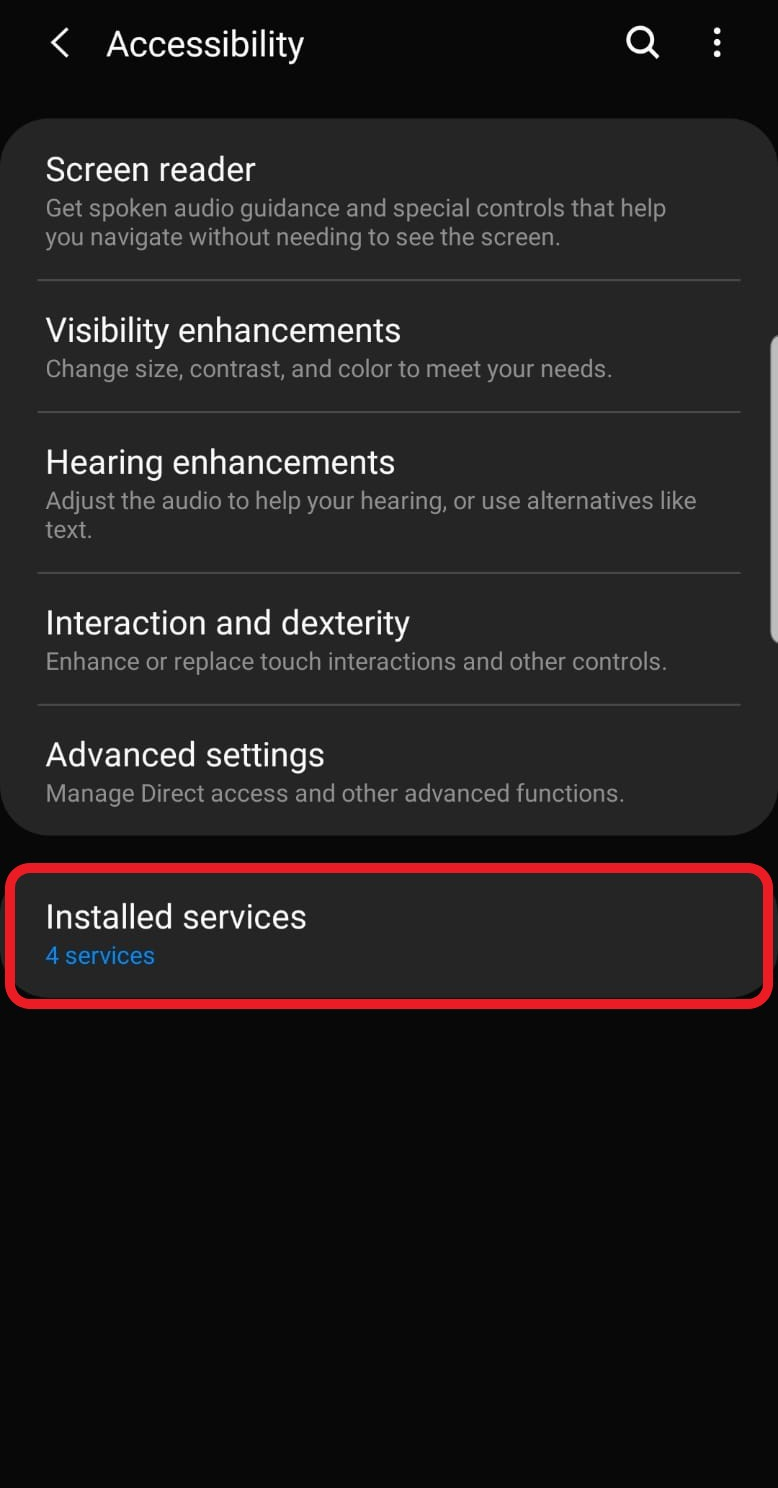 Accessibility
Screen reader
Get spoken audio guidance and special controls that help
you navigate without needing to see the screen.
Visibility enhancements
Change size, contrast, and color to meet your needs.
Hearing enhancements
Adjust the audio to help your hearing, or use alternatives like
text.
Interaction and dexterity
Enhance or replace touch interactions and other controls.
Advanced settings
Manage Direct access and other advanced functions.
Installed services
4 services